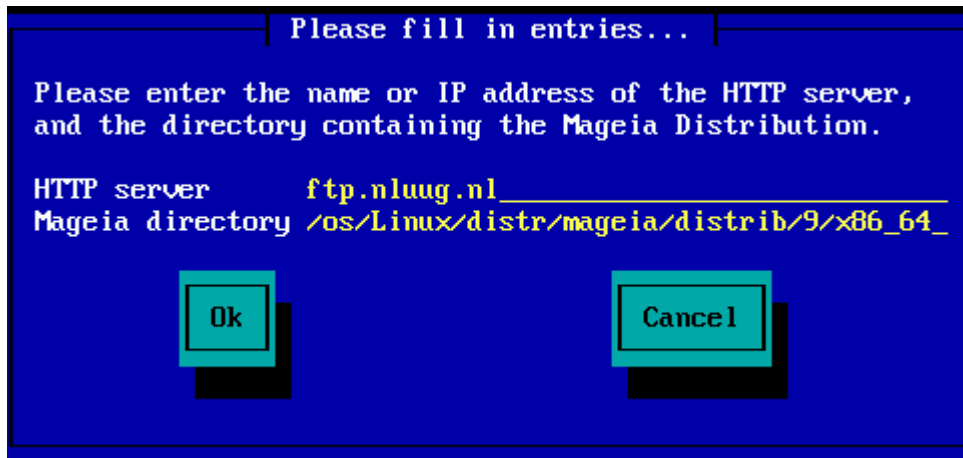 Please fill in entries...
Please enter the name or IP address of the HTTP server,
and the directory containing the Mageia Distribution.
HTTP server ftp.nluug.nl
Mageia directory /os/Linux/distr/mageia/distrib/9/x86_64_
Ok Cancel